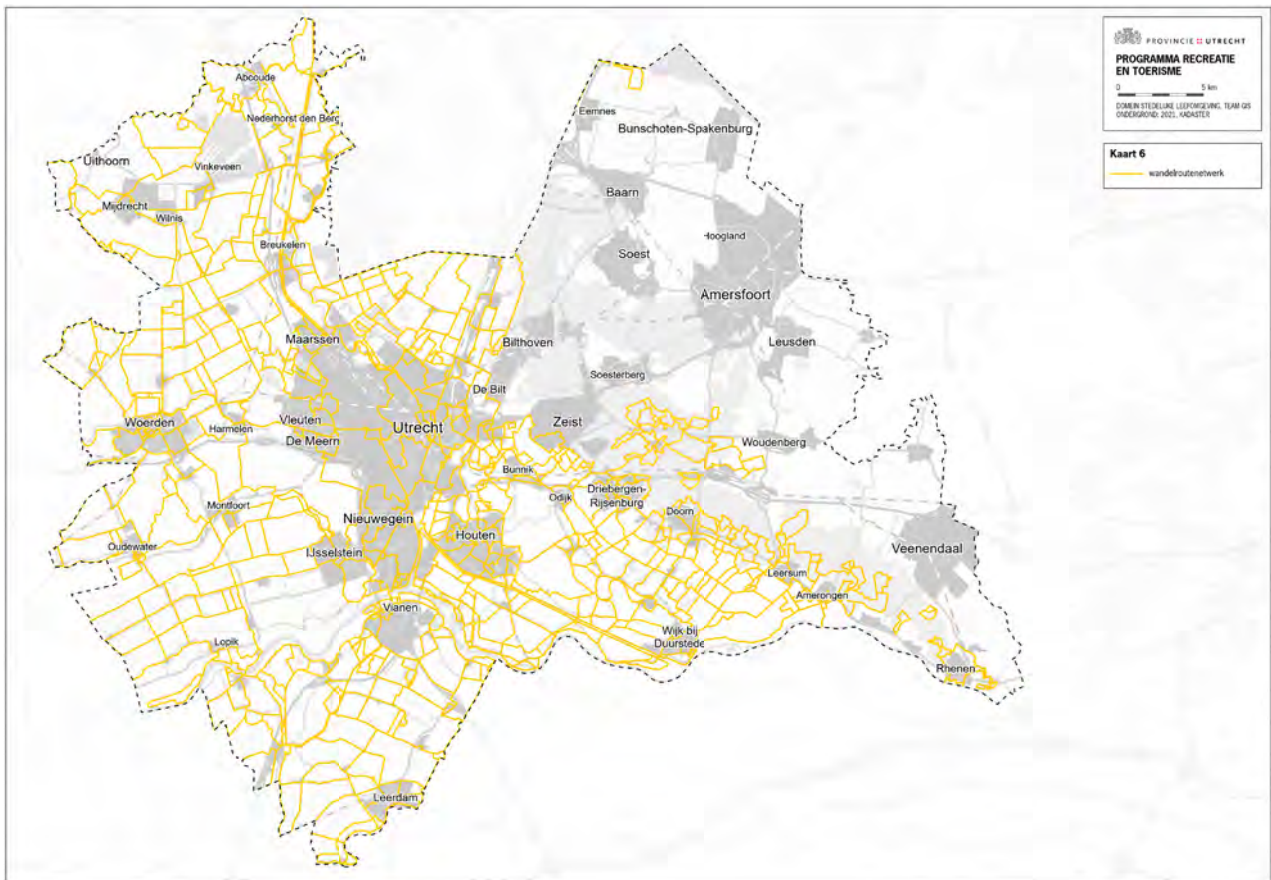 PROVINCIE UTRECHT
PROGRAMMA RECREATIE
EN TOERISME
0 5 km
DOMEIN STEDELIJKE LEEFOMGEVING, TEAM GIS
ONDERGROND: 2021, KADASTER
Kaart 6
wandelroutenetwerk
Abcoude
Nederhorst den Berg
Eemnes
Bunschoten-Spakenburg
Uithoorn
Vinkeveen
Baarn
Mijdrecht
Wilnis
Hoogland
Breukelen
Soest
Amersfoort
Maarssen
Bilthoven
Leusden
Soesterberg
De Bilt
Woerden
Vleuten
Zeist
Harmelen
Utrecht
De Meern
Woudenberg
Bunnik
Driebergen-
Rijsenburg
Odijk
Montfoort
Doorn
Nieuwegein
Houten
Oudewater
IJsselstein
Veenendaal
Leersum
Amerongen
Vianen
Wijk bij
Duurstede
Lopik
Rhenen
Leerdam